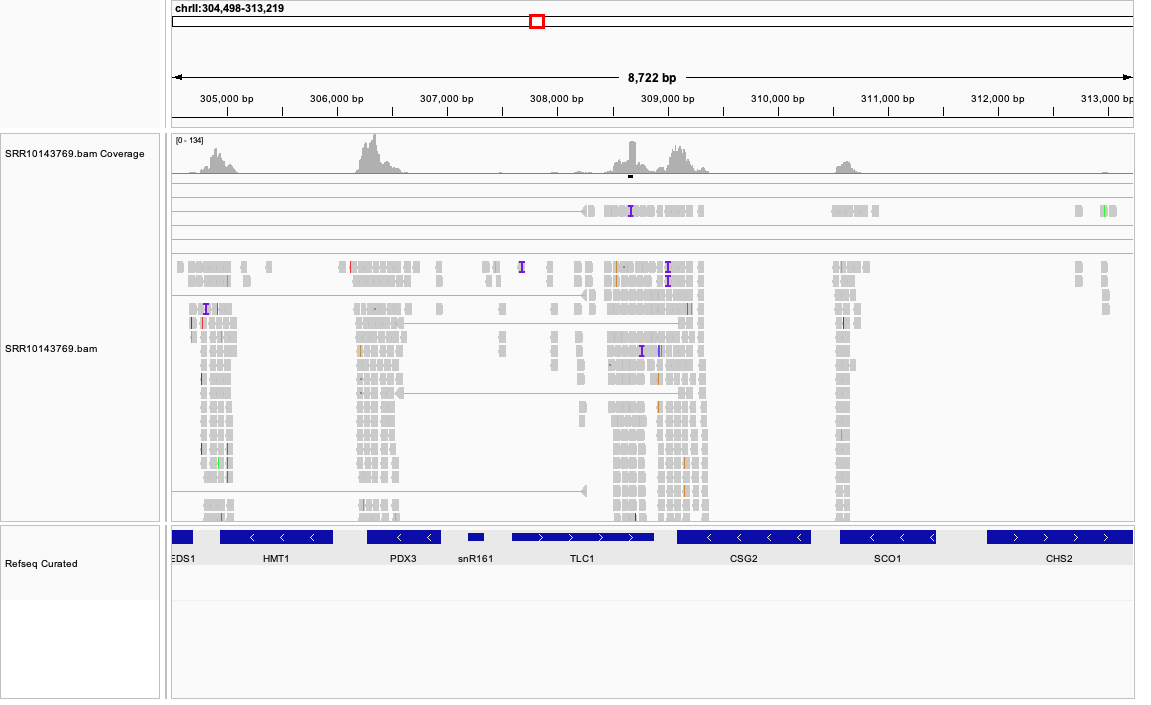 chrII:304,498-313,219
8,722 bp
305,000 bp 306,000 bp 307,000 bp 308,000 bp 309,000 bp 310,000 bp 311,000 bp 312,000 bp 313,000 bp
SRR10143769.bam Coverage
[0 - 134]
SRR10143769.bam
Refseq Curated
EDS1 HMT1 PDX3 snR161 TLC1 CSG2 SCO1 CHS2